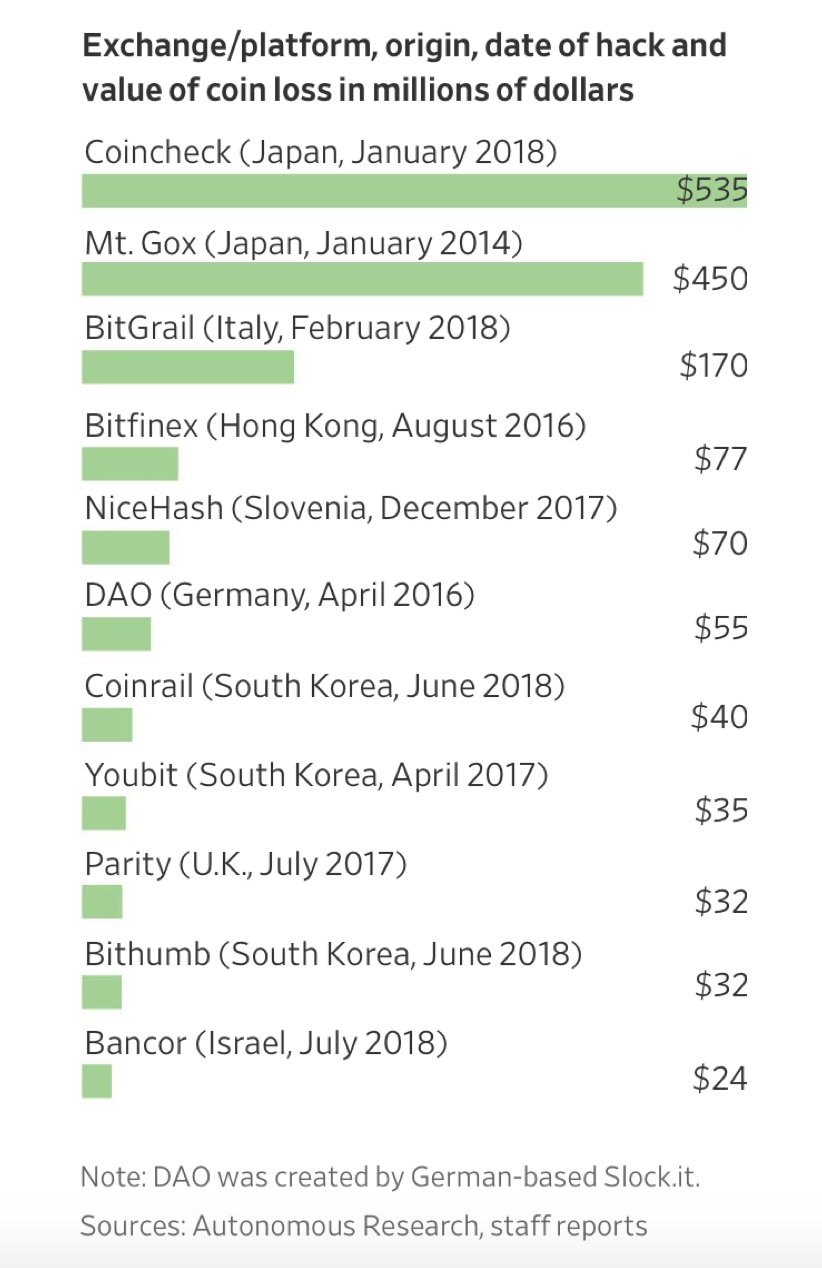 Exchange/platform, origin, date of hack and
value of coin loss in millions of dollars
Coincheck (Japan, January 2018)
$535
Mt. Gox (Japan, January 2014)
$450
BitGrail (Italy, February 2018)
$170
Bitfinex (Hong Kong, August 2016)
$77
NiceHash (Slovenia, December 2017)
$70
DAO (Germany, April 2016)
$55
Coinrail (South Korea, June 2018)
$40
Youbit (South Korea, April 2017)
$35
Parity (U.K., July 2017)
$32
Bithumb (South Korea, June 2018)
$32
Bancor (Israel, July 2018)
$24
Note: DAO was created by German-based Slock.it.
Sources: Autonomous Research, staff reports